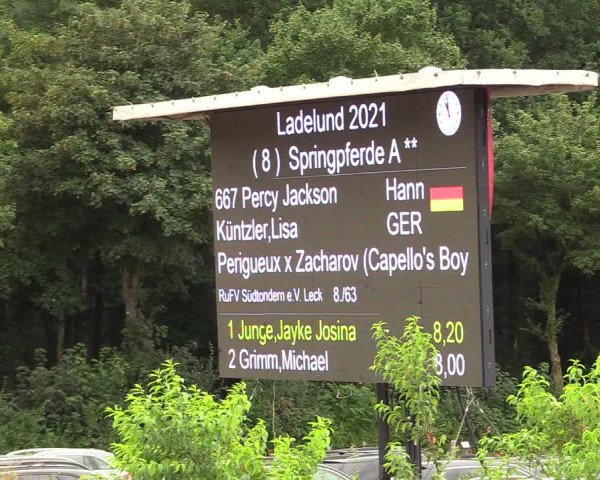 Ladelund 2021
( 8 ) Springpferde A **
667 Percy Jackson Hann
Küntzler,Lisa GER
Perigueux x Zacharov (Capello's Boy
RuFV Südtondern e.V. Leck 8./63
1 Junge,Jayke Josina 8,20
2 Grimm,Michael 8,00